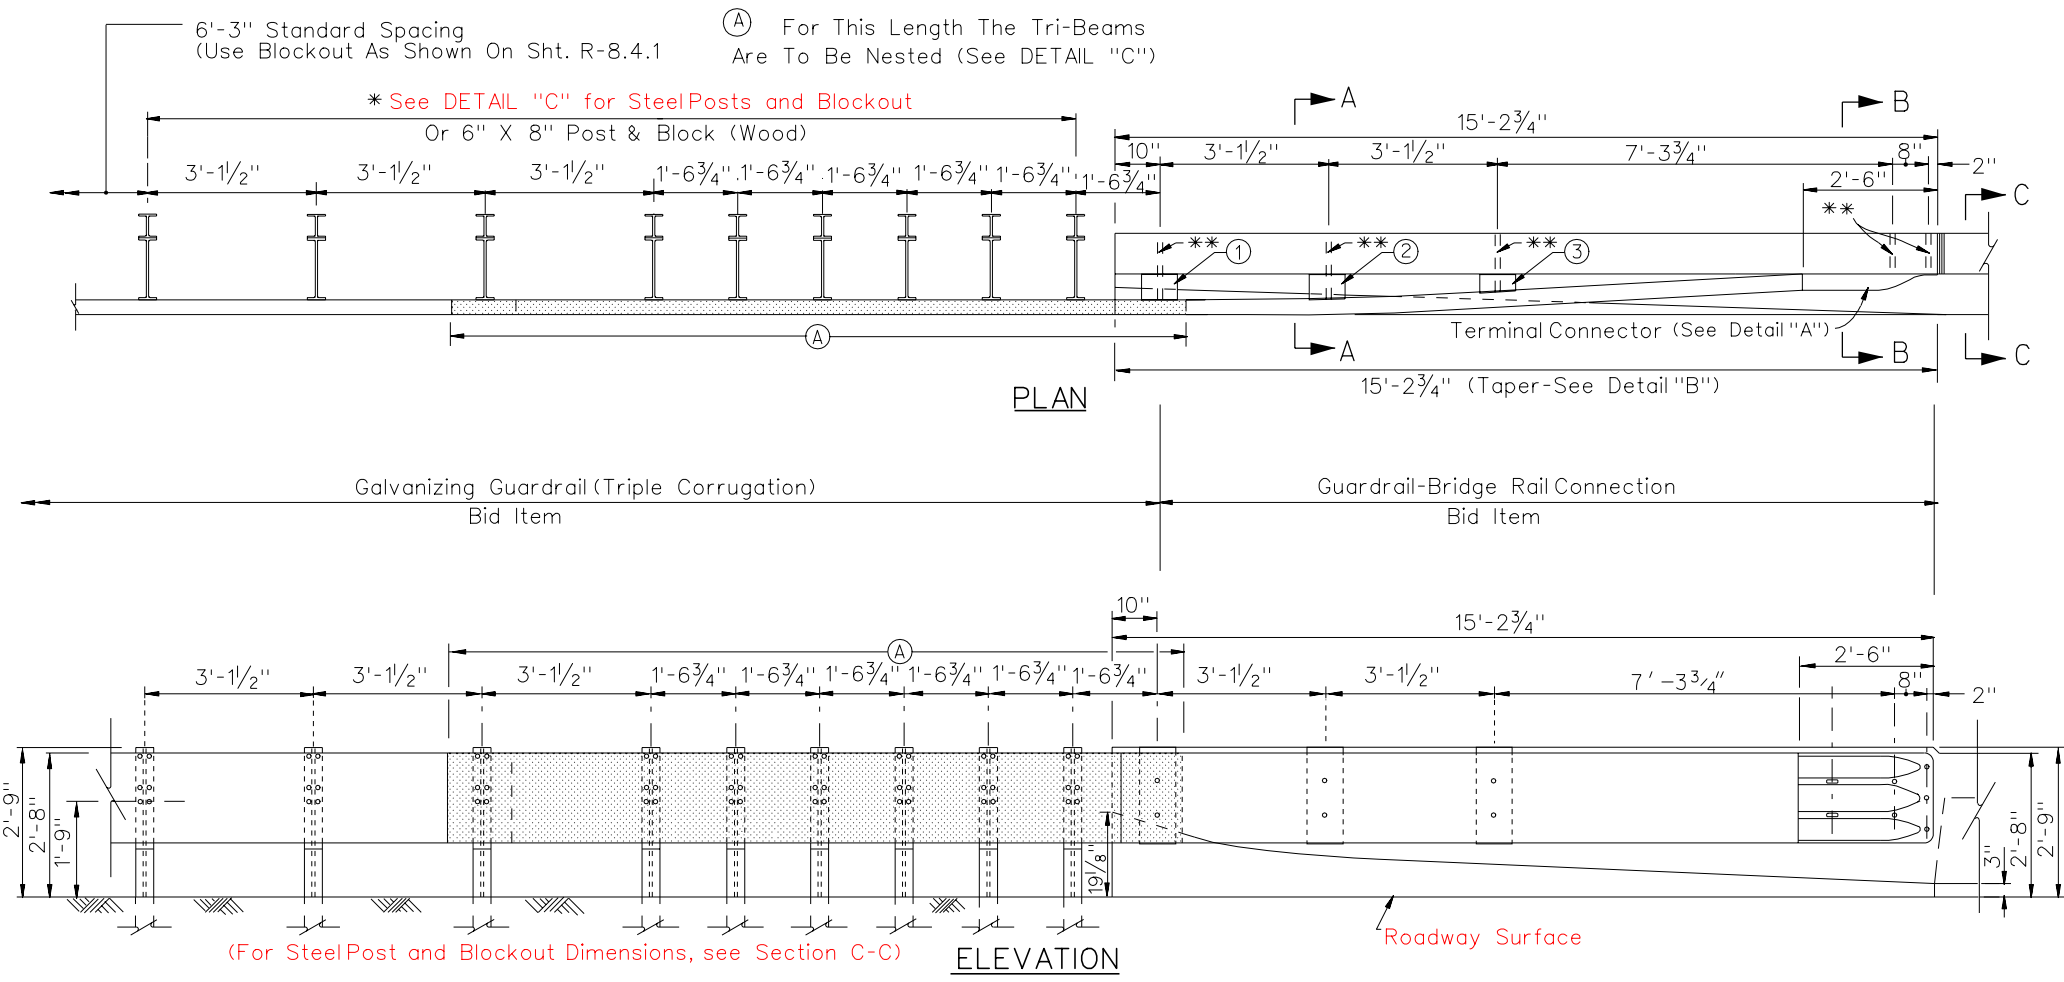 6'-3" Standard Spacing
(Use Blockout As Shown On Sht. R-8.4.1
A For This Length The Tri-Beams
Are To Be Nested (See DETAIL "C")
* See DETAIL "C" for Steel Posts and Blockout
Or 6" X 8" Post & Block (Wood)
A
B
15'-2¾"
10"
3'-1½"
3'-1½"
7'-3¾"
8"
2"
3'-1½"
3'-1½"
3'-1½"
1'-6¾"
1'-6¾"
1'-6¾"
1'-6¾"
1'-6¾"
1'-6¾"
2'-6"
C
**
**
1
**
2
**
3
A
Terminal Connector (See Detail "A")
A
B
C
15'-2¾" (Taper-See Detail "B")
PLAN
Galvanizing Guardrail (Triple Corrugation)
Bid Item
Guardrail-Bridge Rail Connection
Bid Item
10"
15'-2¾"
A
2'-6"
3'-1½"
3'-1½"
3'-1½"
1'-6¾"
1'-6¾"
1'-6¾"
1'-6¾"
1'-6¾"
1'-6¾"
3'-1½"
3'-1½"
7'-3¾"
8"
2"
2'-9"
2'-8"
1'-9"
19⅛"
3"
2'-8"
2'-9"
(For Steel Post and Blockout Dimensions, see Section C-C)
ELEVATION
Roadway Surface